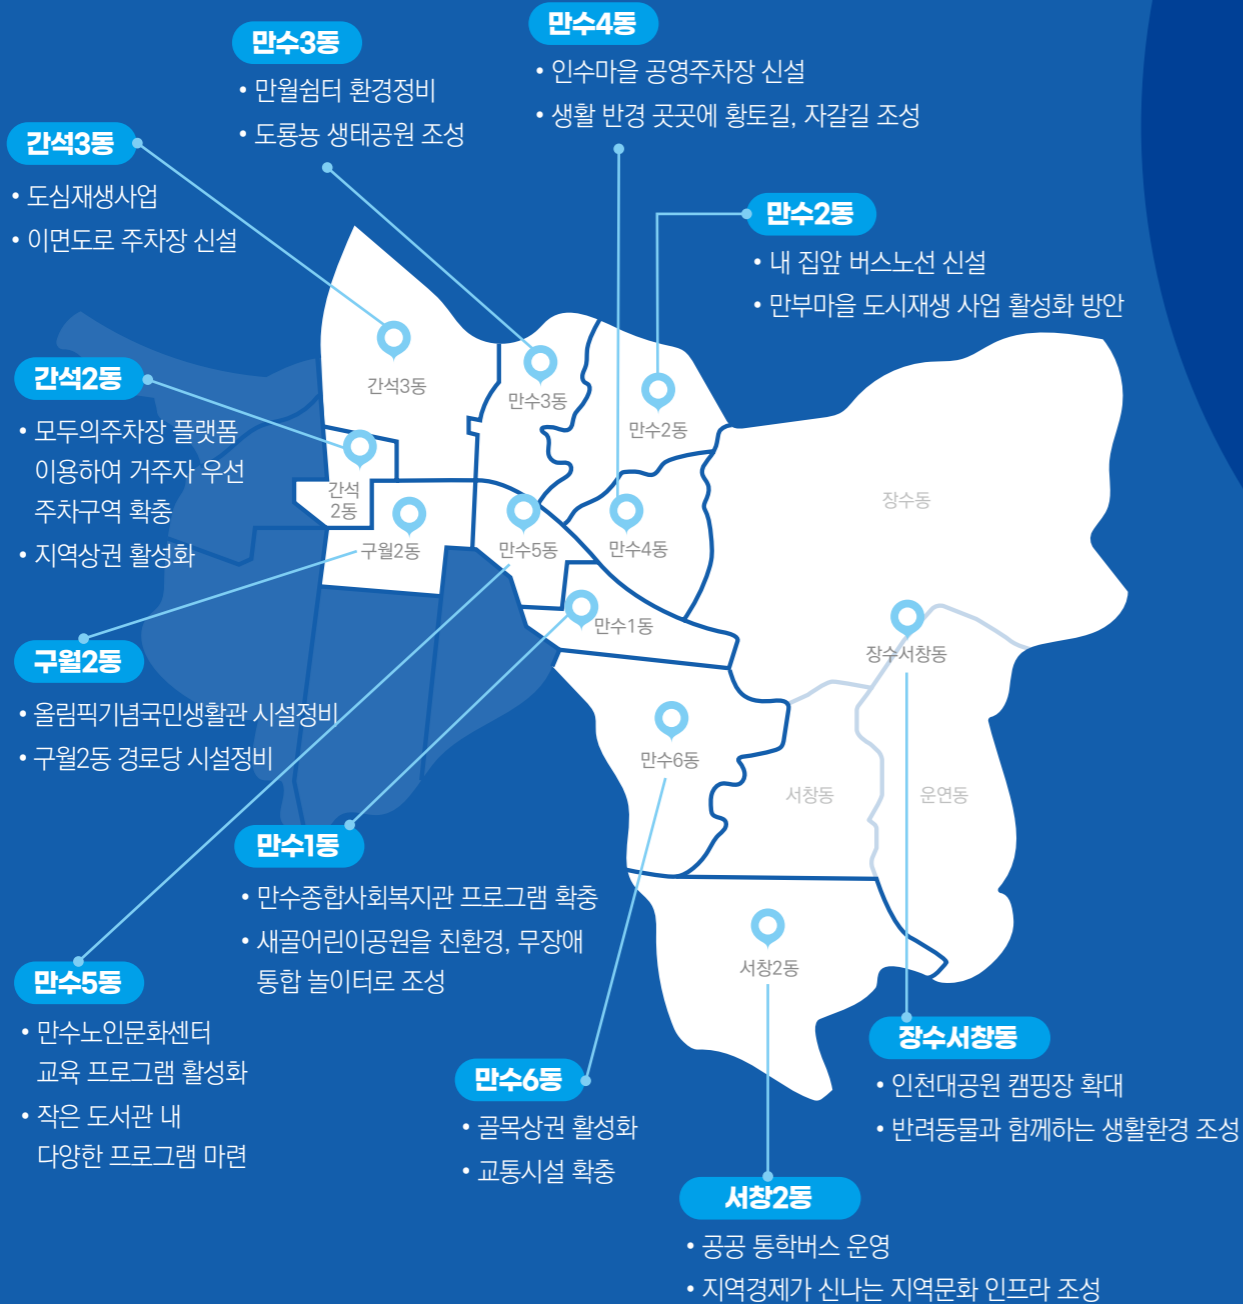 만수4동
• 인수마을 공영주차장 신설
• 생활 반경 곳곳에 황토길, 자갈길 조성
만수3동
• 만월쉼터 환경정비
• 도룡농 생태공원 조성
간석3동
• 도심재생사업
• 이면도로 주차장 신설
만수2동
• 내 집앞 버스노선 신설
• 만부마을 도시재생 사업 활성화 방안
간석2동
• 모두의주차장 플랫폼
이용하여 거주자 우선
주차구역 확충
• 지역상권 활성화
간석3동
만수3동
만수2동
간석
2동
구월2동
만수5동
만수4동
장수동
만수1동
장수서창동
만수6동
서창동
운연동
서창2동
구월2동
• 올림픽기념국민생활관 시설정비
• 구월2동 경로당 시설정비
만수1동
• 만수종합사회복지관 프로그램 확충
• 새골어린이공원을 친환경, 무장애
통합 놀이터로 조성
만수5동
• 만수노인문화센터
교육 프로그램 활성화
• 작은 도서관 내
다양한 프로그램 마련
만수6동
• 골목상권 활성화
• 교통시설 확충
장수서창동
• 인천대공원 캠핑장 확대
• 반려동물과 함께하는 생활환경 조성
서창2동
• 공공 통학버스 운영
• 지역경제가 신나는 지역문화 인프라 조성